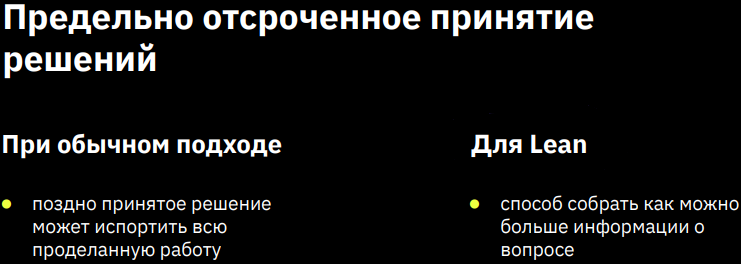 Предельно отсроченное принятие
решений
При обычном подходе
поздно принятое решение
может испортить всю
проделанную работу
Для Lean
способ собрать как можно
больше информации о
вопросе